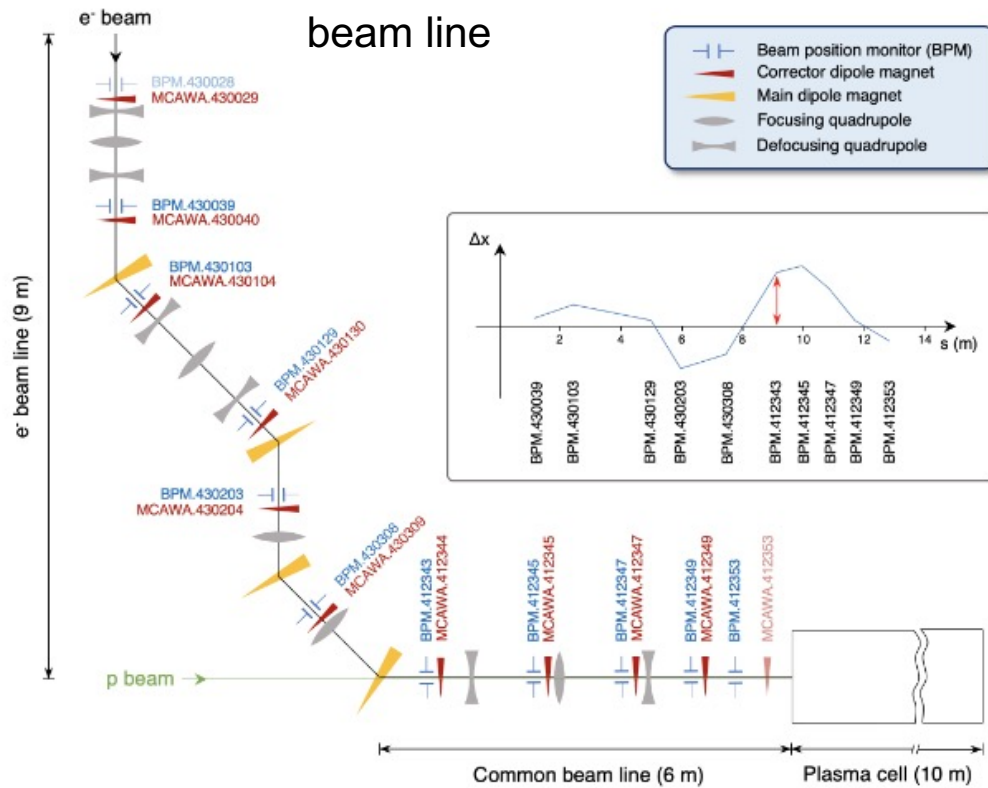 beam line
e- beam
Beam position monitor (BPM)
Corrector dipole magnet
Main dipole magnet
Focusing quadrupole
Defocusing quadrupole
BPM.430028
MCAWA.430029
BPM.430039
MCAWA.430040
BPM.430103
MCAWA.430104
BPM.430129
MCAWA.430130
e- beam line (9 m)
Δx
2
4
6
8
10
12
14
s (m)
BPM.430039
BPM.430103
BPM.430129
BPM.430203
BPM.430308
BPM.412343
BPM.412345
BPM.412347
BPM.412349
BPM.412353
BPM.430203
MCAWA.430204
BPM.430308
MCAWA.430309
BPM.412343
MCAWA.412344
BPM.412345
MCAWA.412345
BPM.412347
MCAWA.412347
BPM.412349
MCAWA.412349
BPM.412353
MCAWA.412353
p beam
Common beam line (6 m)
Plasma cell (10 m)